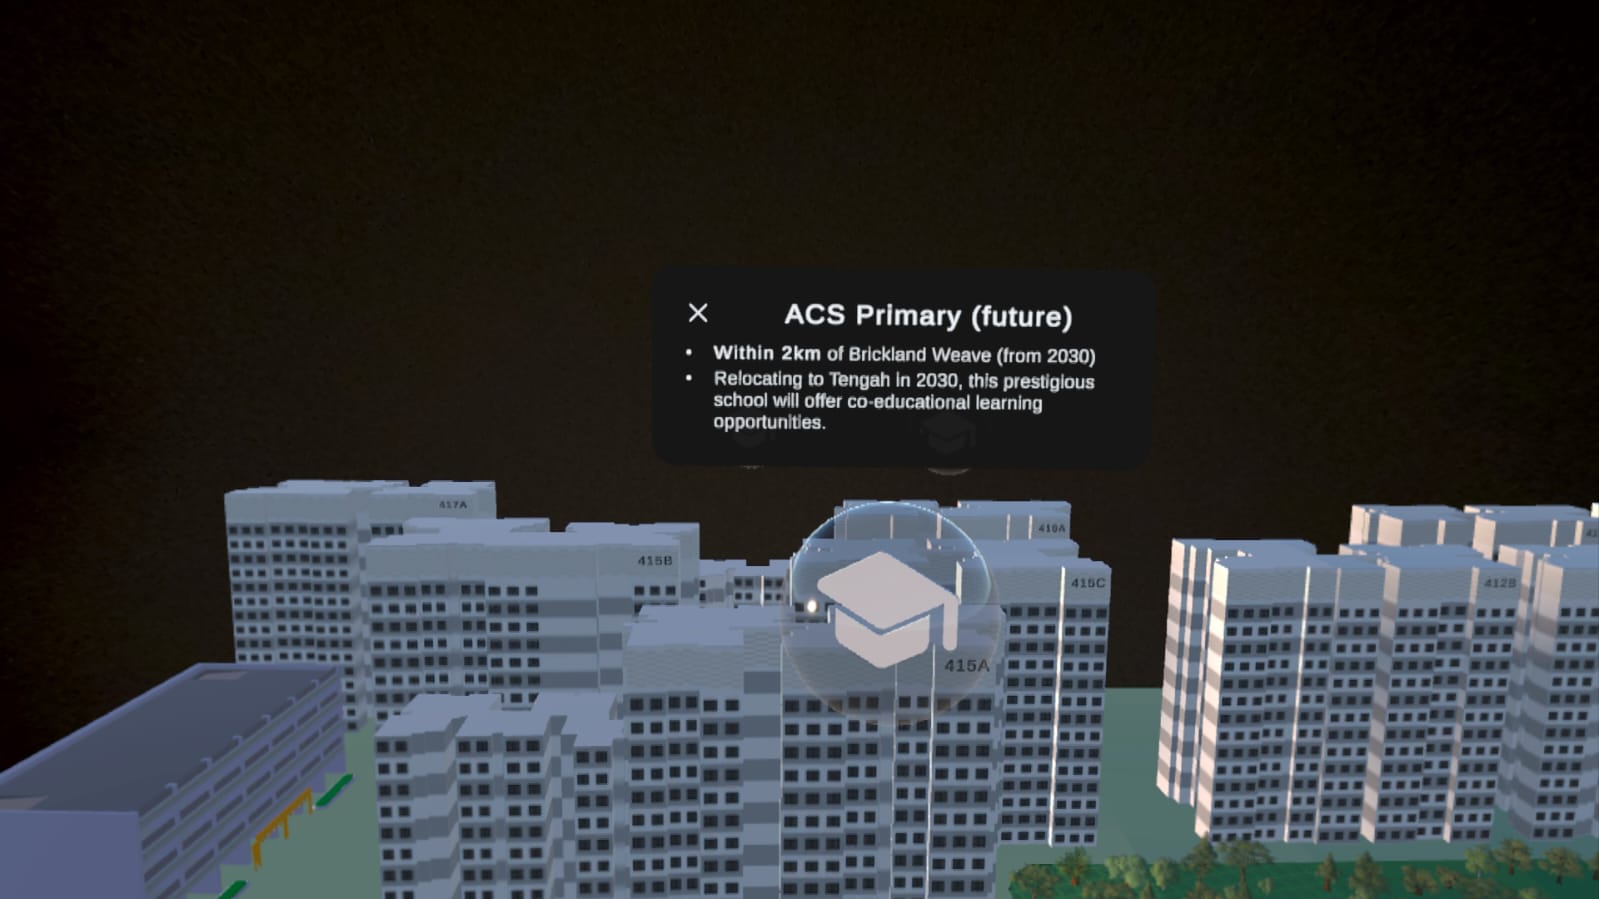 ACS Primary (future)
• Within 2km of Brickland Weave (from 2030)
• Relocating to Tengah in 2030, this prestigious
school will offer co-educational learning
opportunities.
417A
416A
415B
415C
412B
415A